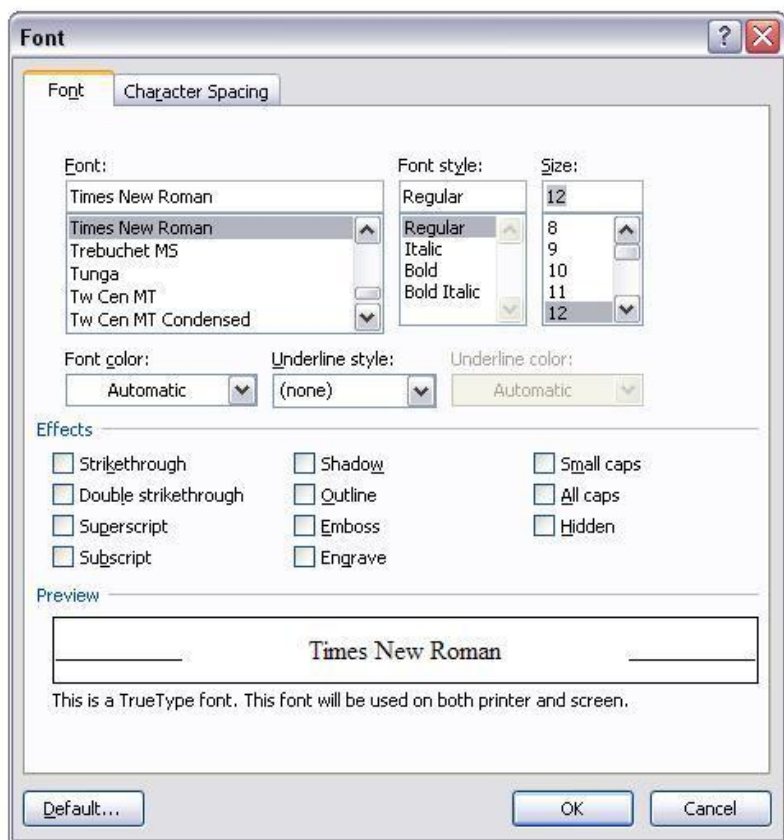 Font
Font Character Spacing
Font: Font style: Size:
Times New Roman Regular 12
Times New Roman Regular 8
Trebuchet MS Italic 9
Tunga Bold 10
Tw Cen MT Bold Italic 11
Tw Cen MT Condensed 12
Font color: Underline style: Underline color:
Automatic (none) Automatic
Effects
Strikethrough Shadow Small caps
Double strikethrough Outline All caps
Superscript Emboss Hidden
Subscript Engrave
Preview
Times New Roman
This is a TrueType font. This font will be used on both printer and screen.
Default... OK Cancel